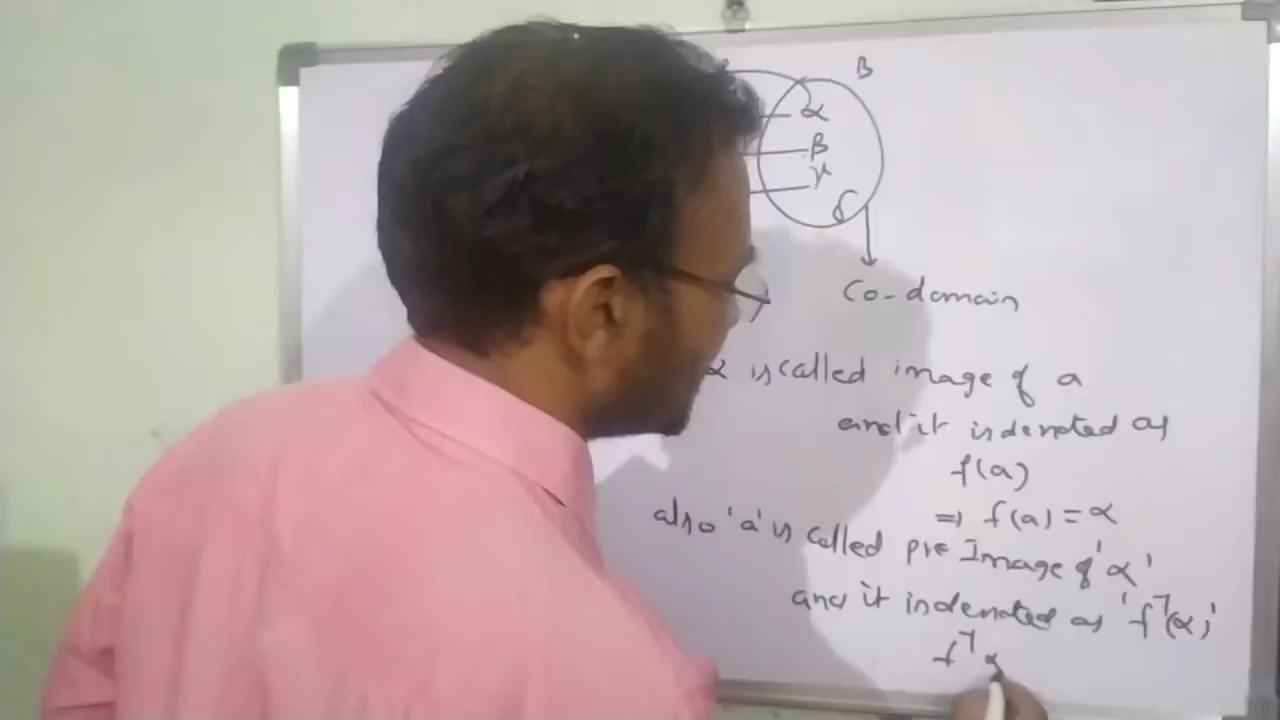 B
α
β
γ
δ
Co-domain
α is called image of a
and it is denoted as
f(a)
⇒ f(a) = α
also 'a' is called pre Image of 'α'
and it is denoted as 'f⁻¹(α)'
f⁻¹ α